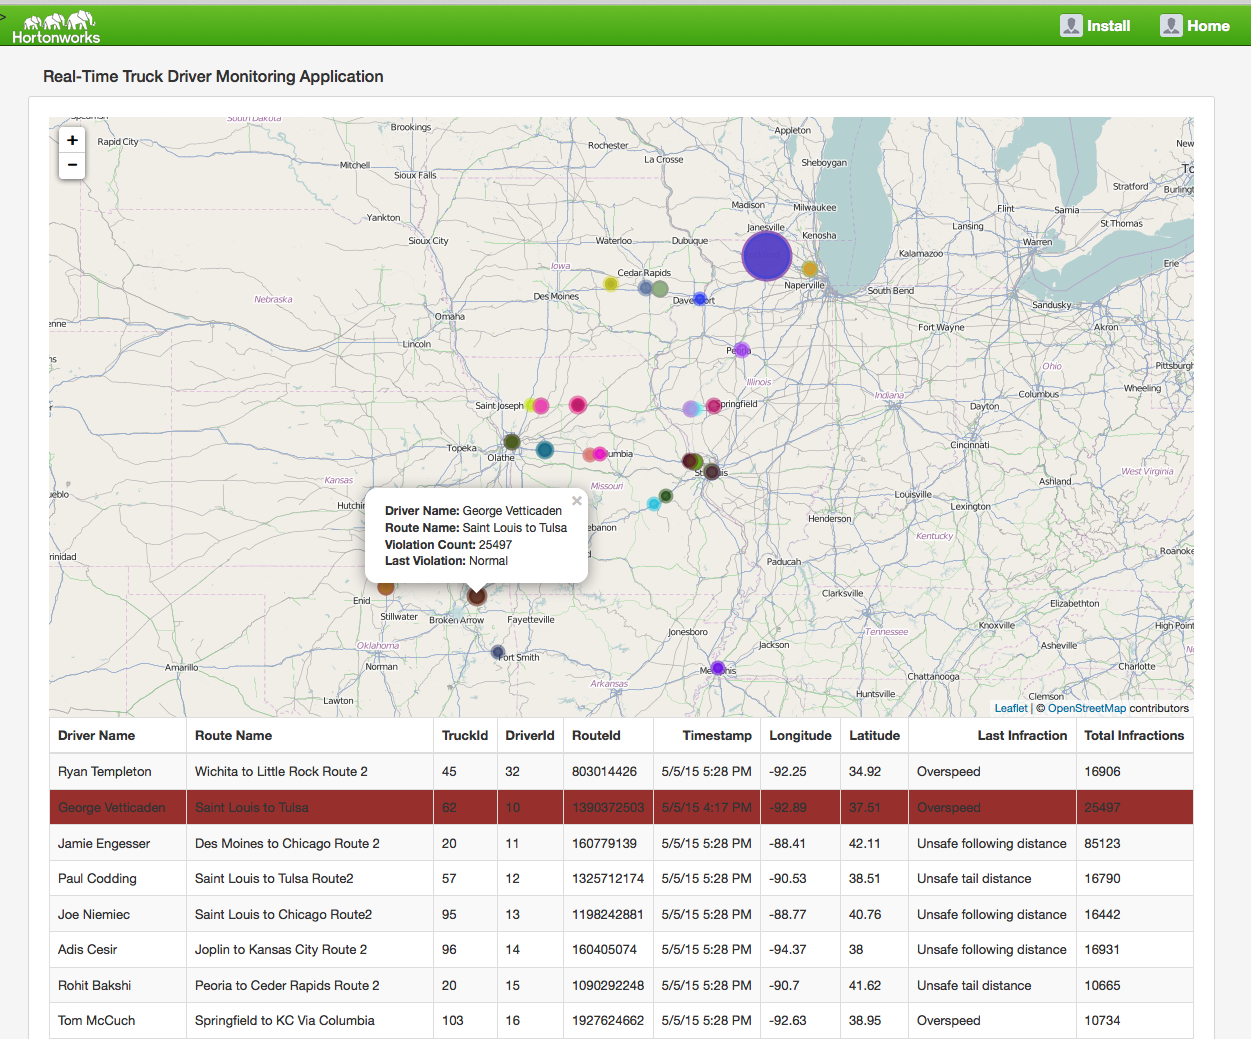 >
Hortonworks
Install
Home
Real-Time Truck Driver Monitoring Application
+
−
South Dakota
Brookings
Appleton
Rapid City
Rochester
New
La Crosse
Sheboygan
Mitchell
To
Sioux Falls
Stratford
Burlingt
Madison
Milwaukee
Flint
Sarnia
Yankton
St Thomas
Janesville
Lansing
Kenosha
Sioux City
Waterloo
Dubuque
Warren
Kalamazoo
Erie
Iowa
Cedar Rapids
Naperville
South Bend
Nebraska
Des Moines
Davenport
Sandusky
Omaha
enne
Fort Wayne
Akron
Lincoln
Peoria
ns
Ohio
Pittsburgh
Illinois
Wheeling
Indiana
Columbus
Saint Joseph
Springfield
Dayton
Topeka
Cincinnati
Olathe
umbia
St
is
West Virginia
Kansas
Missouri
Ashland
ueblo
Louisville
Hutchin
Lexington
Henderson
ebanon
Kentucky
Roanoke
rinidad
d
Paducah
Clarksville
Enid
Elizabethton
Stillwater
Broken Arrow
Fayetteville
Knoxville
High Point
Jonesboro
Tennessee
Oklahoma
Jackson
Asheville
Fort Smith
Amarillo
Norman
Memphis
Charlotte
Chattanooga
Arkansas
Huntsville
Clemson
Lawton
Driver Name: George Vetticaden
Route Name: Saint Louis to Tulsa
Violation Count: 25497
Last Violation: Normal
×
Leaflet | © OpenStreetMap contributors
Driver Name Route Name TruckId DriverId RouteId Timestamp Longitude Latitude Last Infraction Total Infractions
Ryan Templeton Wichita to Little Rock Route 2 45 32 803014426 5/5/15 5:28 PM -92.25 34.92 Overspeed 16906
George Vetticaden Saint Louis to Tulsa 62 10 1390372503 5/5/15 4:17 PM -92.89 37.51 Overspeed 25497
Jamie Engesser Des Moines to Chicago Route 2 20 11 160779139 5/5/15 5:28 PM -88.41 42.11 Unsafe following distance 85123
Paul Codding Saint Louis to Tulsa Route2 57 12 1325712174 5/5/15 5:28 PM -90.53 38.51 Unsafe tail distance 16790
Joe Niemiec Saint Louis to Chicago Route2 95 13 1198242881 5/5/15 5:28 PM -88.77 40.76 Unsafe following distance 16442
Adis Cesir Joplin to Kansas City Route 2 96 14 160405074 5/5/15 5:28 PM -94.37 38 Unsafe following distance 16931
Rohit Bakshi Peoria to Ceder Rapids Route 2 20 15 1090292248 5/5/15 5:28 PM -90.7 41.62 Unsafe tail distance 10665
Tom McCuch Springfield to KC Via Columbia 103 16 1927624662 5/5/15 5:28 PM -92.63 38.95 Overspeed 10734